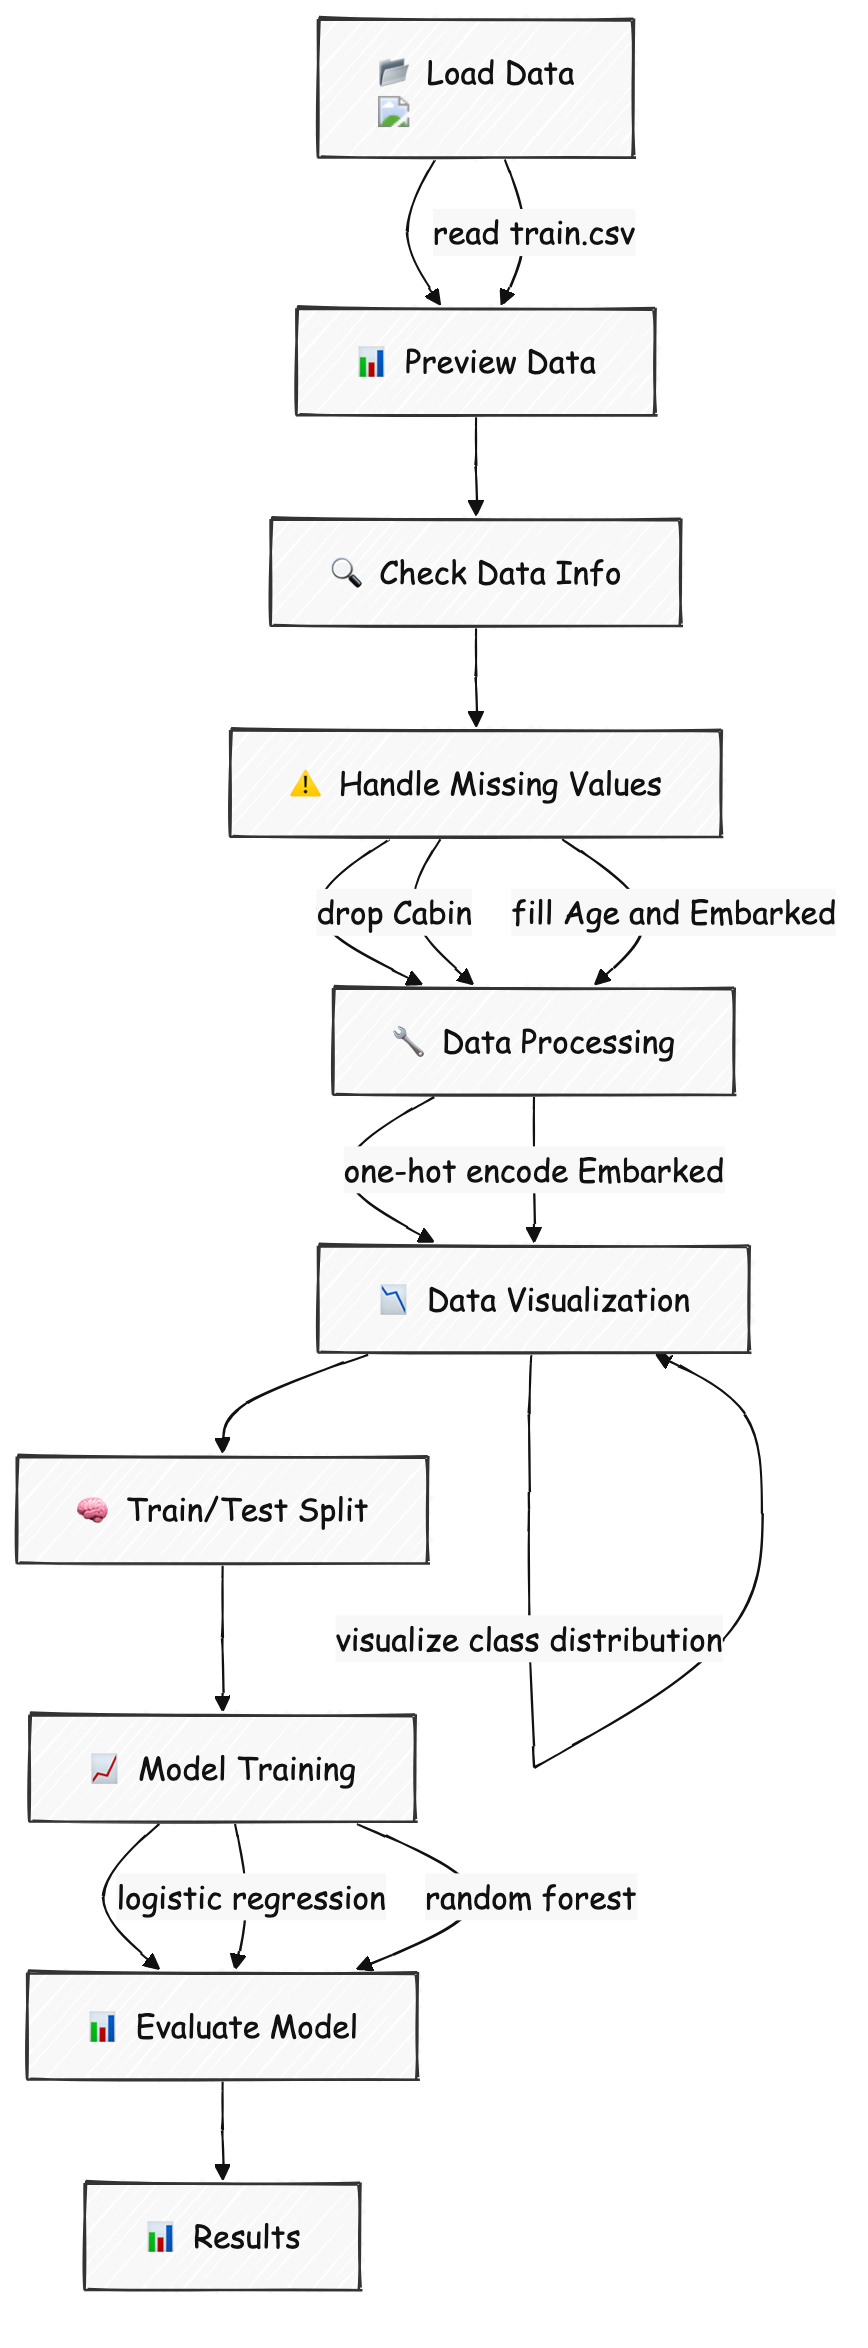 Load Data
read train.csv
Preview Data
Check Data Info
Handle Missing Values
drop Cabin
fill Age and Embarked
Data Processing
one-hot encode Embarked
Data Visualization
Train/Test Split
visualize class distribution
Model Training
logistic regression
random forest
Evaluate Model
Results